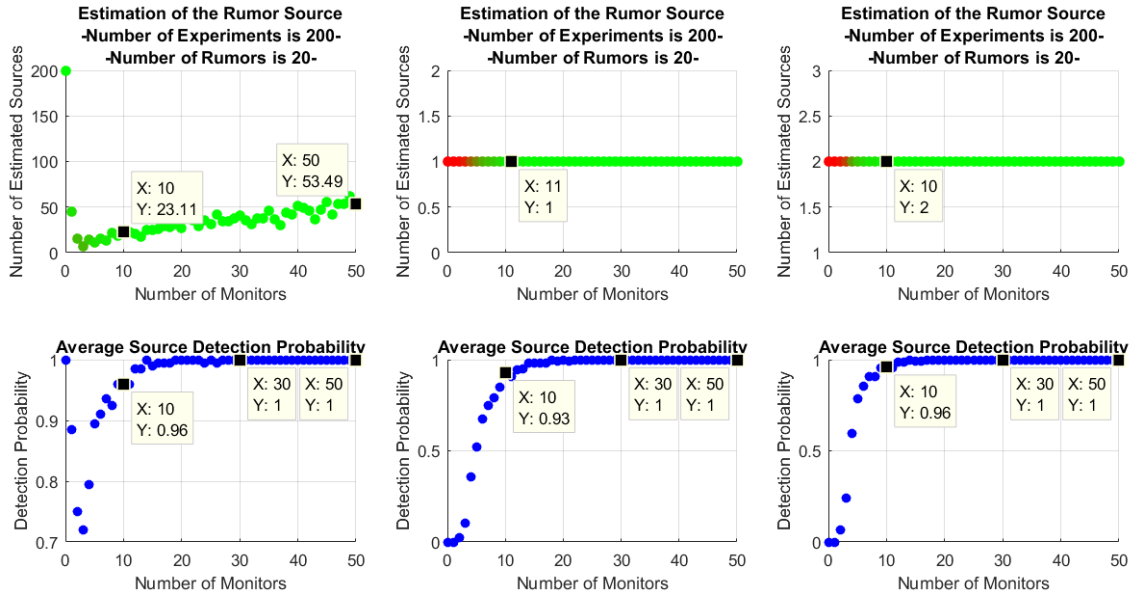 Estimation of the Rumor Source
-Number of Experiments is 200-
-Number of Rumors is 20-
Number of Estimated Sources
200
150
100
50
0
X: 10
Y: 23.11
X: 50
Y: 53.49
0 10 20 30 40 50
Number of Monitors
Estimation of the Rumor Source
-Number of Experiments is 200-
-Number of Rumors is 20-
Number of Estimated Sources
2
1.5
1
0.5
0
X: 11
Y: 1
0 10 20 30 40 50
Number of Monitors
Estimation of the Rumor Source
-Number of Experiments is 200-
-Number of Rumors is 20-
Number of Estimated Sources
3
2.5
2
1.5
1
X: 10
Y: 2
0 10 20 30 40 50
Number of Monitors
Average Source Detection Probability
Detection Probability
1
0.9
0.8
0.7
X: 10
Y: 0.96
X: 30
Y: 1
X: 50
Y: 1
0 10 20 30 40 50
Number of Monitors
Average Source Detection Probability
Detection Probability
1
0.5
0
X: 10
Y: 0.93
X: 30
Y: 1
X: 50
Y: 1
0 10 20 30 40 50
Number of Monitors
Average Source Detection Probability
Detection Probability
1
0.5
0
X: 10
Y: 0.96
X: 30
Y: 1
X: 50
Y: 1
0 10 20 30 40 50
Number of Monitors